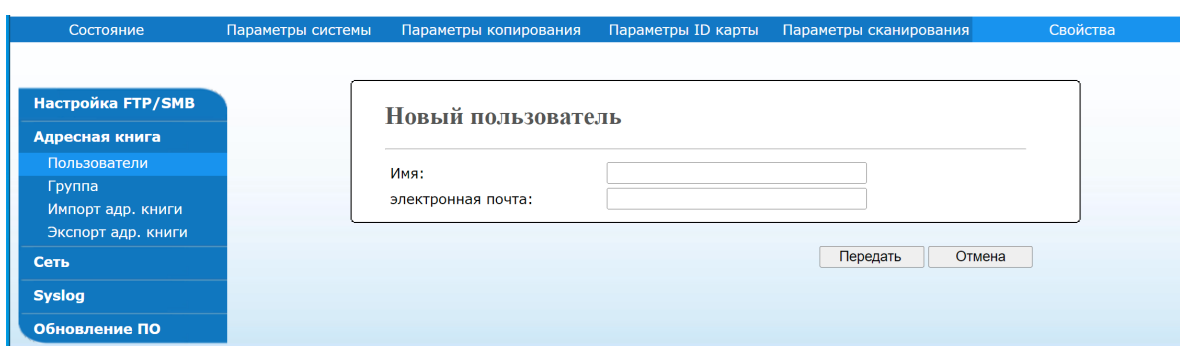 Состояние Параметры системы Параметры копирования Параметры ID карты Параметры сканирования Свойства
Настройка FTP/SMB
Адресная книга
Пользователи
Группа
Импорт адр. книги
Экспорт адр. книги
Сеть
Syslog
Обновление ПО
Новый пользователь
Имя:
электронная почта:
Передать Отмена